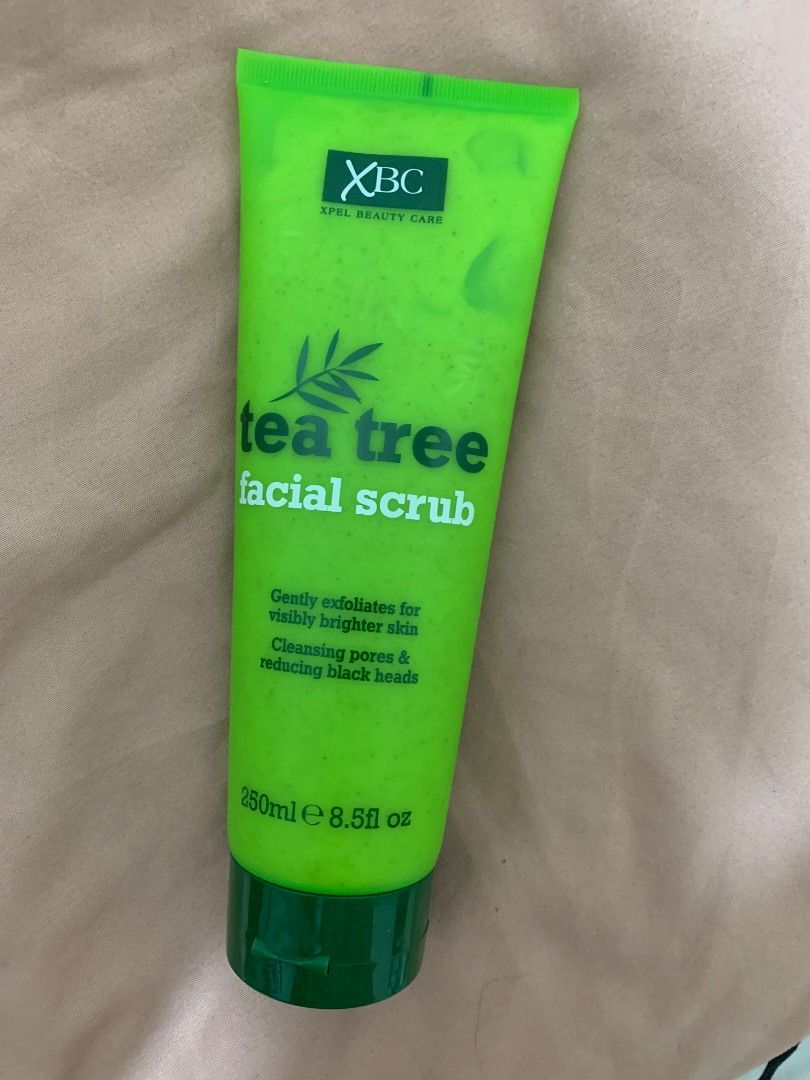 XBC
XPEL BEAUTY CARE
tea tree
facial scrub
Gently exfoliates for
visibly brighter skin
Cleansing pores &
reducing black heads
250ml ℮ 8.5fl oz